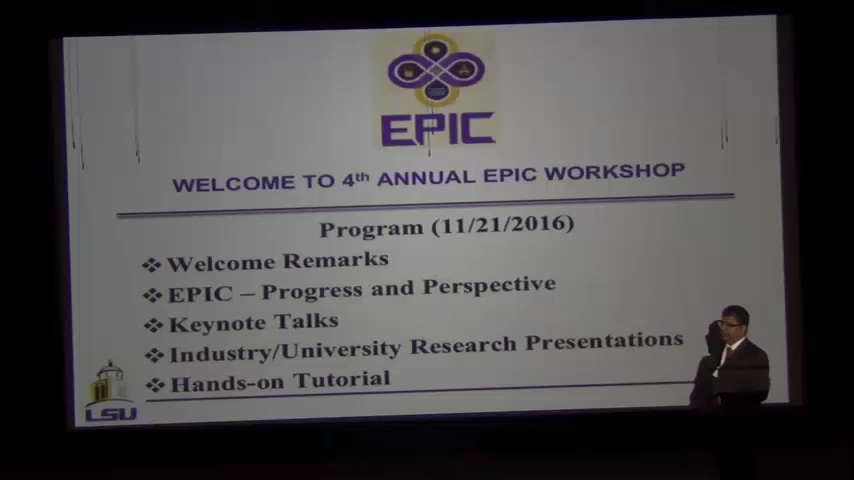 EPIC
WELCOME TO 4th ANNUAL EPIC WORKSHOP
Program (11/21/2016)
❖Welcome Remarks
❖EPIC – Progress and Perspective
❖Keynote Talks
❖Industry/University Research Presentations
❖Hands-on Tutorial
LSU